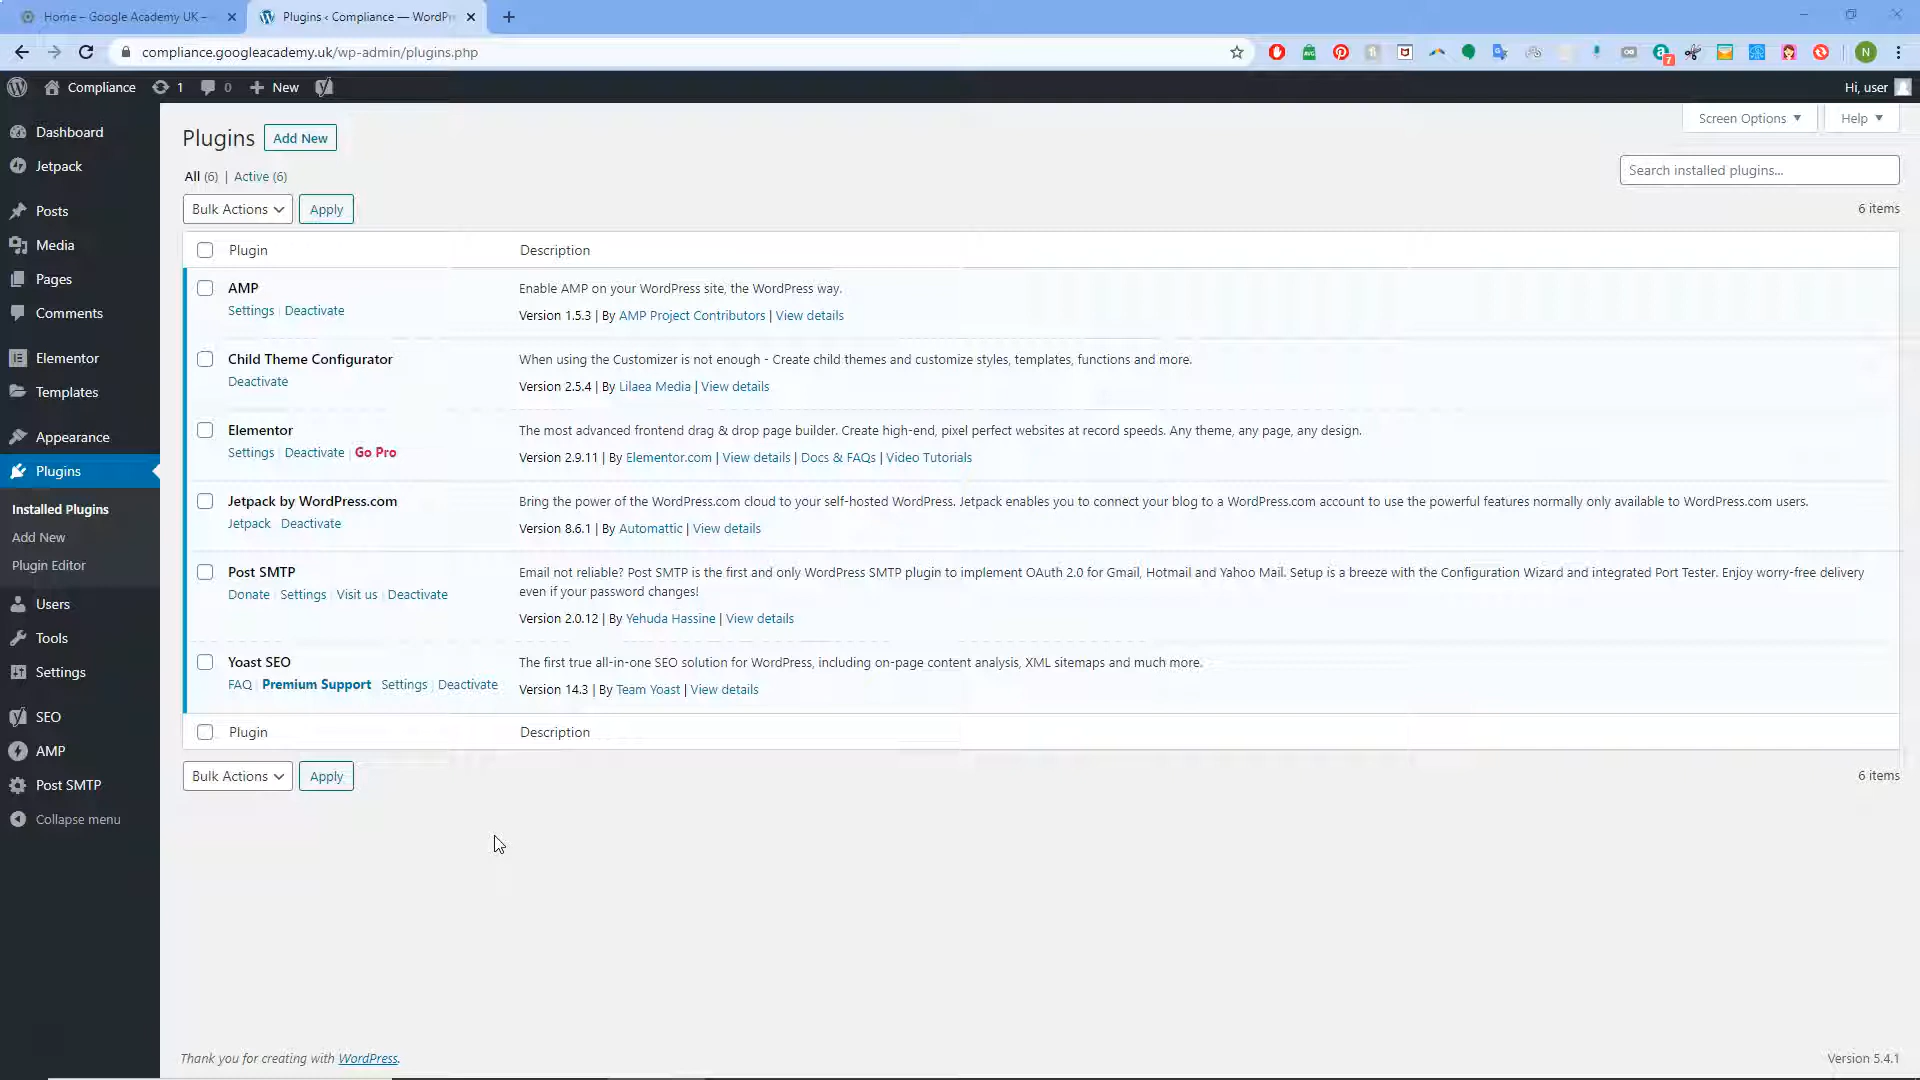 Home – Google Academy UK –
Plugins ‹ Compliance — WordPr
compliance.googleacademy.uk/wp-admin/plugins.php
7
N
Compliance
1
0
New
Hi, user
Dashboard
Jetpack
Posts
Media
Pages
Comments
Elementor
Templates
Appearance
Plugins
Installed Plugins
Add New
Plugin Editor
Users
Tools
Settings
SEO
AMP
Post SMTP
Collapse menu
Screen Options
Help
Plugins
Add New
All (6) | Active (6)
Search installed plugins...
Bulk Actions
Apply
6 items
Plugin
Description
AMP
Settings | Deactivate
Enable AMP on your WordPress site, the WordPress way.
Version 1.5.3 | By AMP Project Contributors | View details
Child Theme Configurator
Deactivate
When using the Customizer is not enough - Create child themes and customize styles, templates, functions and more.
Version 2.5.4 | By Lilaea Media | View details
Elementor
Settings | Deactivate | Go Pro
The most advanced frontend drag & drop page builder. Create high-end, pixel perfect websites at record speeds. Any theme, any page, any design.
Version 2.9.11 | By Elementor.com | View details | Docs & FAQs | Video Tutorials
Jetpack by WordPress.com
Jetpack | Deactivate
Bring the power of the WordPress.com cloud to your self-hosted WordPress. Jetpack enables you to connect your blog to a WordPress.com account to use the powerful features normally only available to WordPress.com users.
Version 8.6.1 | By Automattic | View details
Post SMTP
Donate | Settings | Visit us | Deactivate
Email not reliable? Post SMTP is the first and only WordPress SMTP plugin to implement OAuth 2.0 for Gmail, Hotmail and Yahoo Mail. Setup is a breeze with the Configuration Wizard and integrated Port Tester. Enjoy worry-free delivery
even if your password changes!
Version 2.0.12 | By Yehuda Hassine | View details
Yoast SEO
FAQ | Premium Support | Settings | Deactivate
The first true all-in-one SEO solution for WordPress, including on-page content analysis, XML sitemaps and much more.
Version 14.3 | By Team Yoast | View details
Plugin
Description
Bulk Actions
Apply
6 items
Thank you for creating with WordPress.
Version 5.4.1